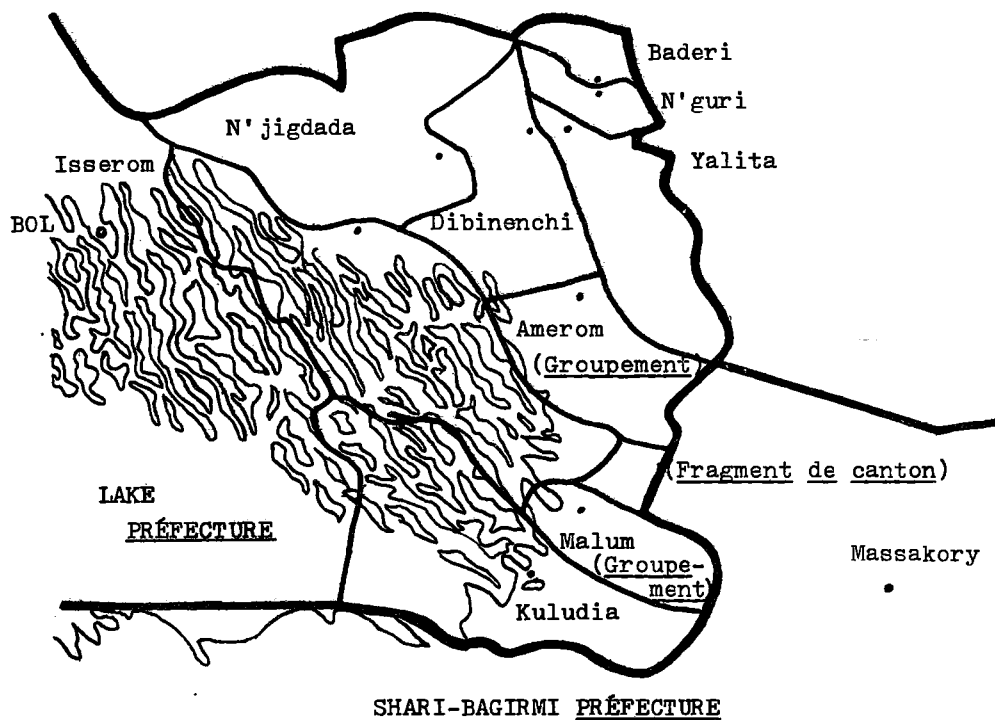 Baderi
N'guri
N'jigdada
Yalita
Isserom
BOL
Dibinenchi
Amerom
(Groupement)
(Fragment de canton)
LAKE
PRÉFECTURE
Malum
(Groupe-
ment)
Massakory
Kuludia
SHARI-BAGIRMI PRÉFECTURE